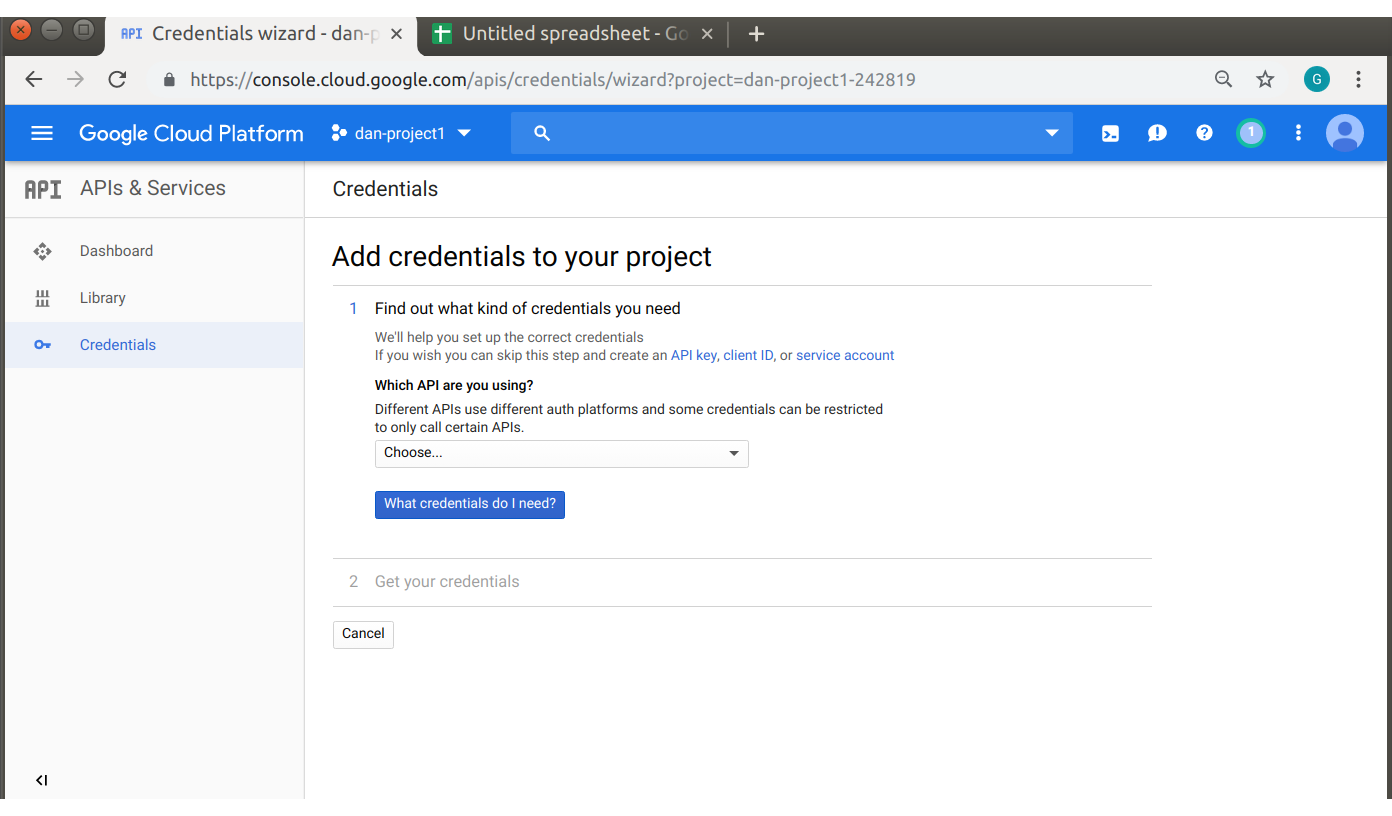 API Credentials wizard - dan-p
Untitled spreadsheet - Go
https://console.cloud.google.com/apis/credentials/wizard?project=dan-project1-242819
G
Google Cloud Platform
dan-project1
1
API APIs & Services
Credentials
Dashboard
Library
Credentials
Add credentials to your project
1 Find out what kind of credentials you need
We'll help you set up the correct credentials
If you wish you can skip this step and create an API key, client ID, or service account
Which API are you using?
Different APIs use different auth platforms and some credentials can be restricted
to only call certain APIs.
Choose...
What credentials do I need?
2 Get your credentials
Cancel